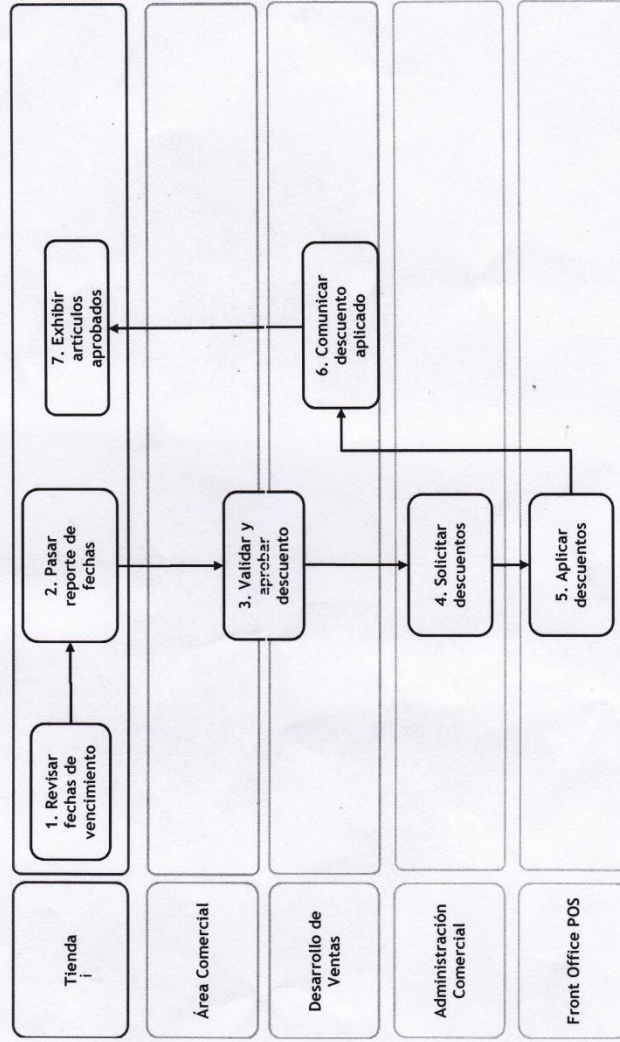 Tienda
i
1. Revisar
fechas de
vencimiento
2. Pasar
reporte de
fechas
7. Exhibir
artículos
aprobados
Área Comercial
3. Validar y
aprobar
descuento
Desarrollo de
Ventas
6. Comunicar
descuento
aplicado
Administración
Comercial
4. Solicitar
descuentos
Front Office POS
5. Aplicar
descuentos